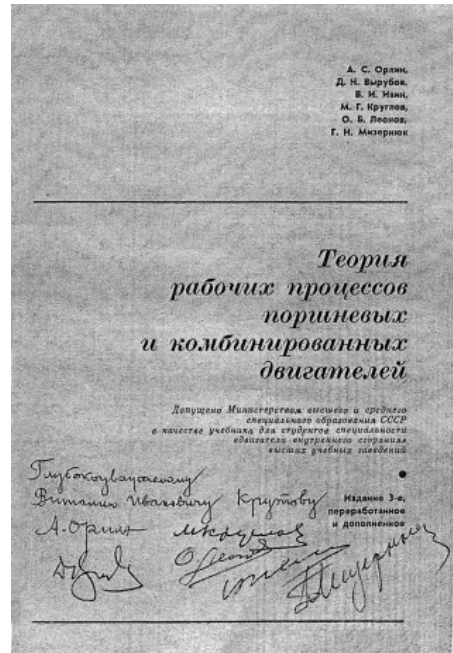 А. С. Орлин,
Д. Н. Вырубов,
В. И. Ивин,
М. Г. Круглов,
О. Б. Леонов,
Г. Н. Мизернюк
Теория
рабочих процессов
поршневых
и комбинированных
двигателей
Допущено Министерством высшего и среднего
специального образования СССР
в качестве учебника для студентов специальности
«Двигатели внутреннего сгорания»
высших учебных заведений
Издание 3-е,
переработанное
и дополненное
Глубокоуважаемому
Виталию Ивановичу Крутову
А. Орлин